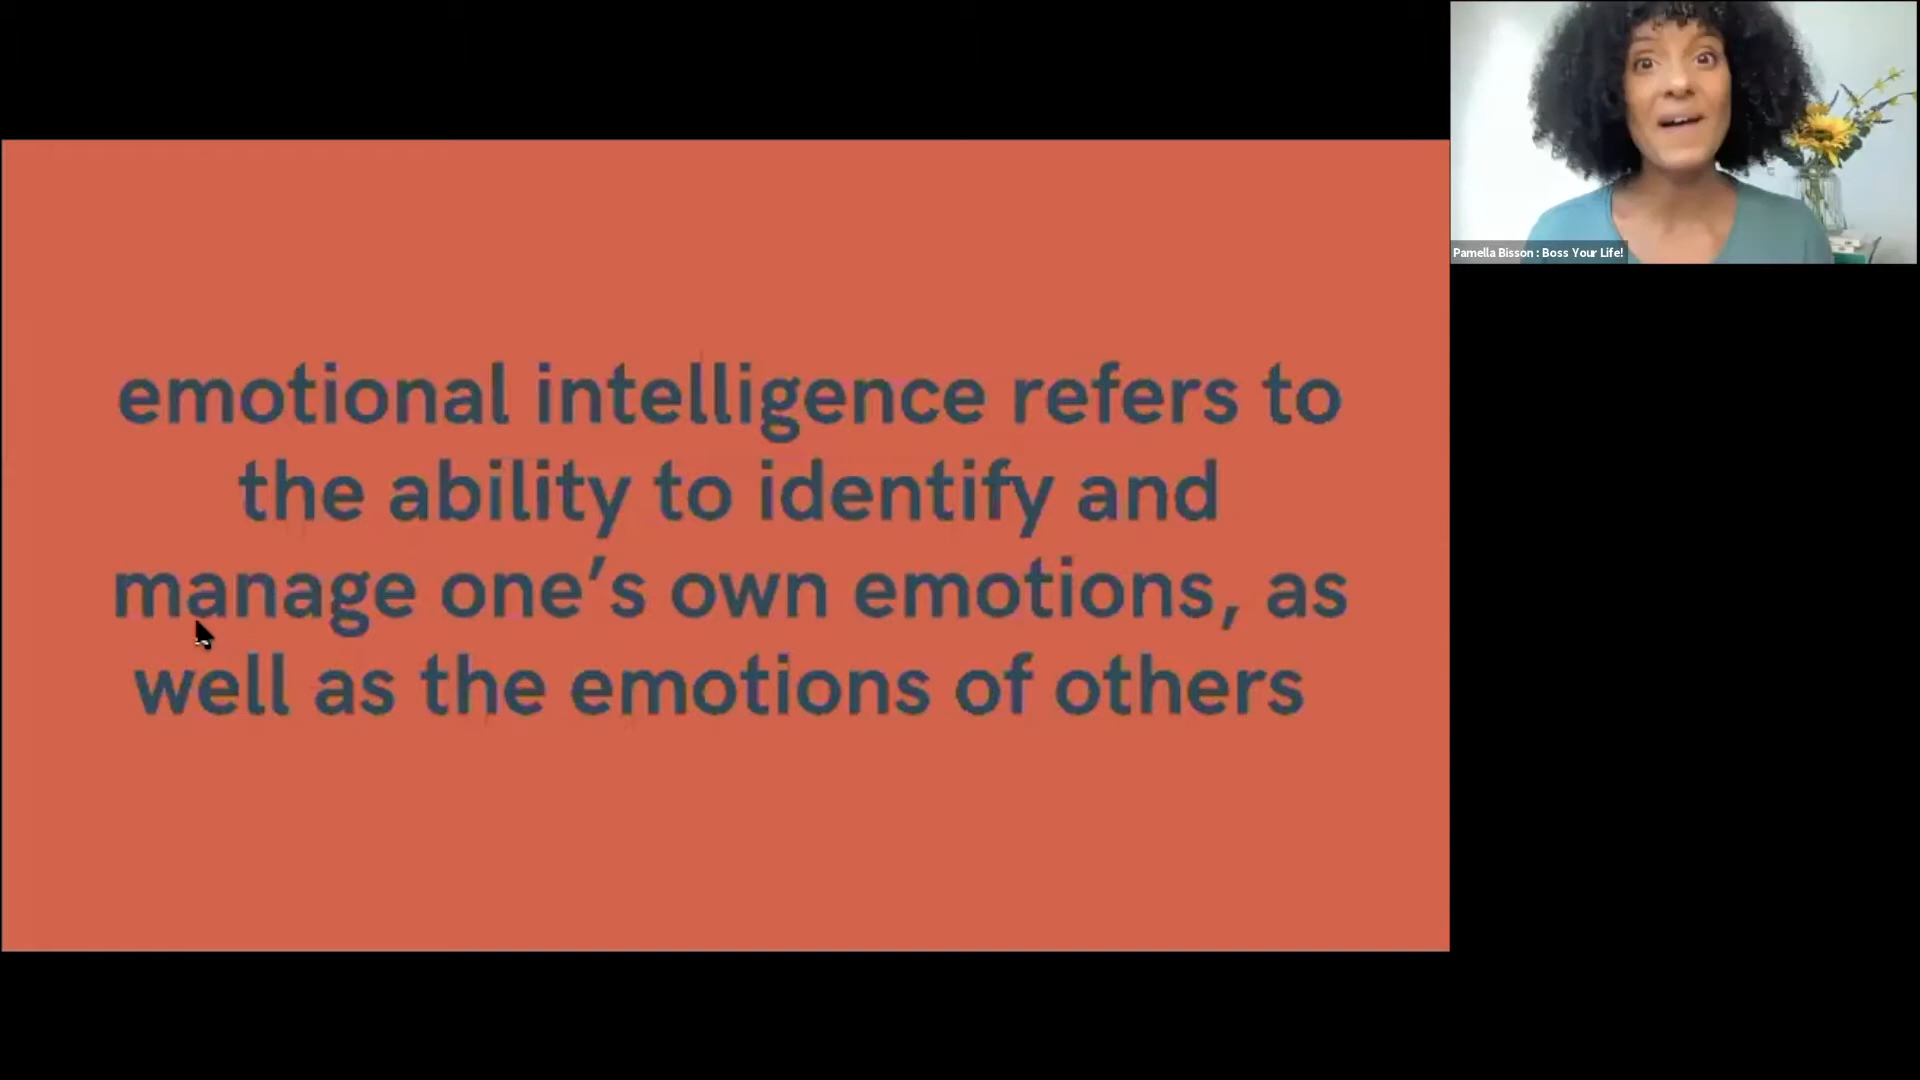 emotional intelligence refers to
the ability to identify and
manage one’s own emotions, as
well as the emotions of others
Pamella Bisson : Boss Your Life!